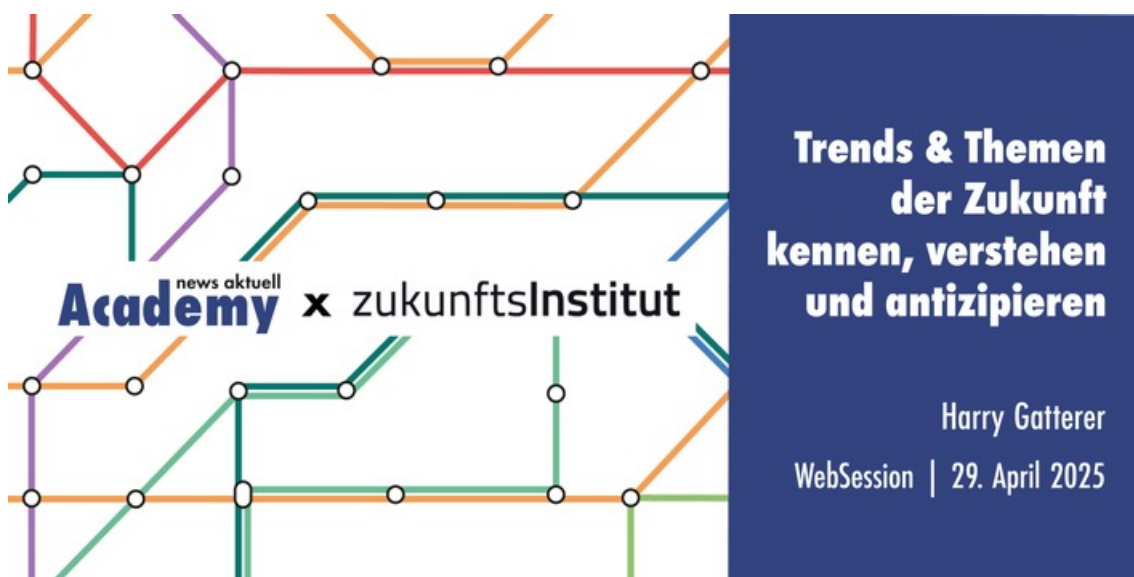 news aktuell
Academy x zukunftsInstitut
Trends & Themen
der Zukunft
kennen, verstehen
und antizipieren
Harry Gatterer
WebSession | 29. April 2025